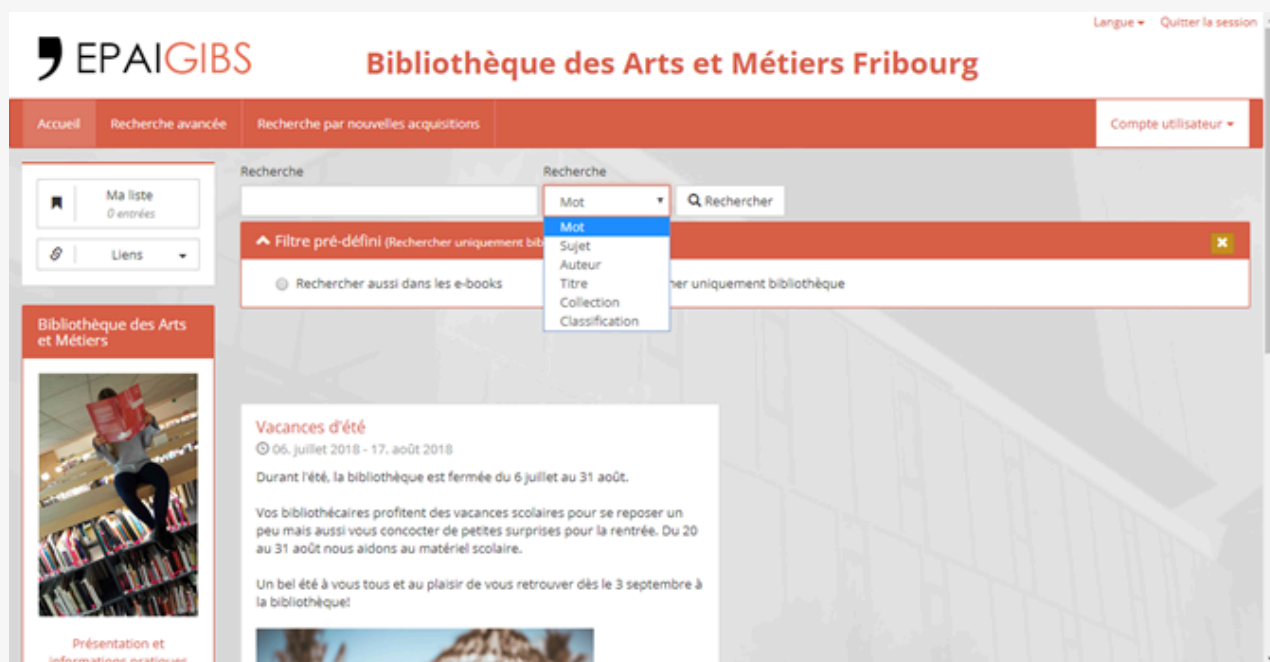 Langue Quitter la session
EPAIGIBS
Bibliothèque des Arts et Métiers Fribourg
Accueil Recherche avancée Recherche par nouvelles acquisitions Compte utilisateur
Ma liste
0 entrées
Liens
Recherche Recherche
Mot Rechercher
Mot
Sujet
Auteur
Titre
Collection
Classification
Filtre pré-défini (Rechercher uniquement
Rechercher aussi dans les e-books uniquement bibliothèque
Bibliothèque des Arts
et Métiers
Présentation et
informations pratiques
Vacances d'été
06. juillet 2018 - 17. août 2018
Durant l'été, la bibliothèque est fermée du 6 juillet au 31 août.
Vos bibliothécaires profitent des vacances scolaires pour se reposer un
peu mais aussi vous concocter de petites surprises pour la rentrée. Du 20
au 31 août nous aidons au matériel scolaire.
Un bel été à vous tous et au plaisir de vous retrouver dès le 3 septembre à
la bibliothèque!